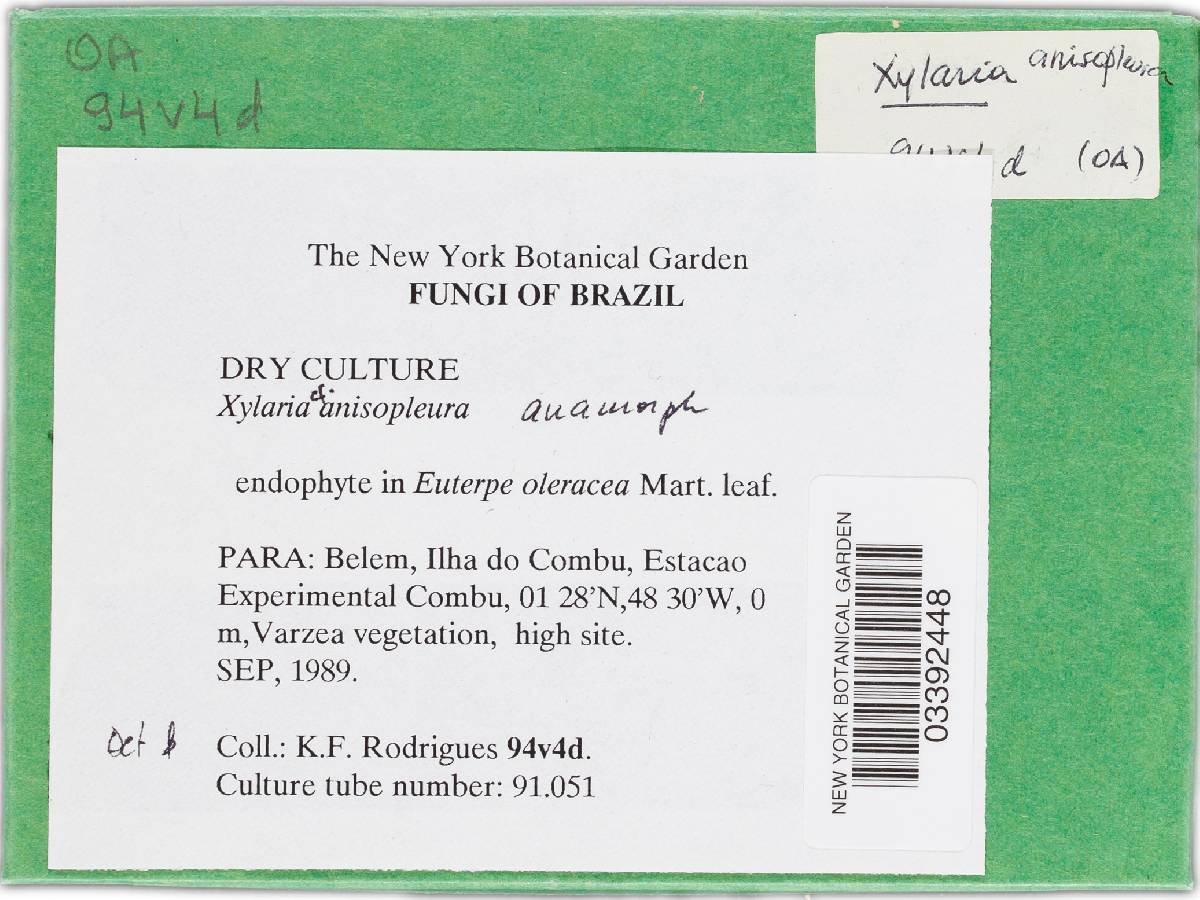 OA
94v4d
Xylaria anisopleura
d (OA)
The New York Botanical Garden
FUNGI OF BRAZIL
DRY CULTURE
Xylaria cf. anisopleura anamorph
endophyte in Euterpe oleracea Mart. leaf.
PARA: Belem, Ilha do Combu, Estacao
Experimental Combu, 01 28'N,48 30'W, 0
m,Varzea vegetation, high site.
SEP, 1989.
Det & Coll.: K.F. Rodrigues 94v4d.
Culture tube number: 91.051
NEW YORK BOTANICAL GARDEN
03392448